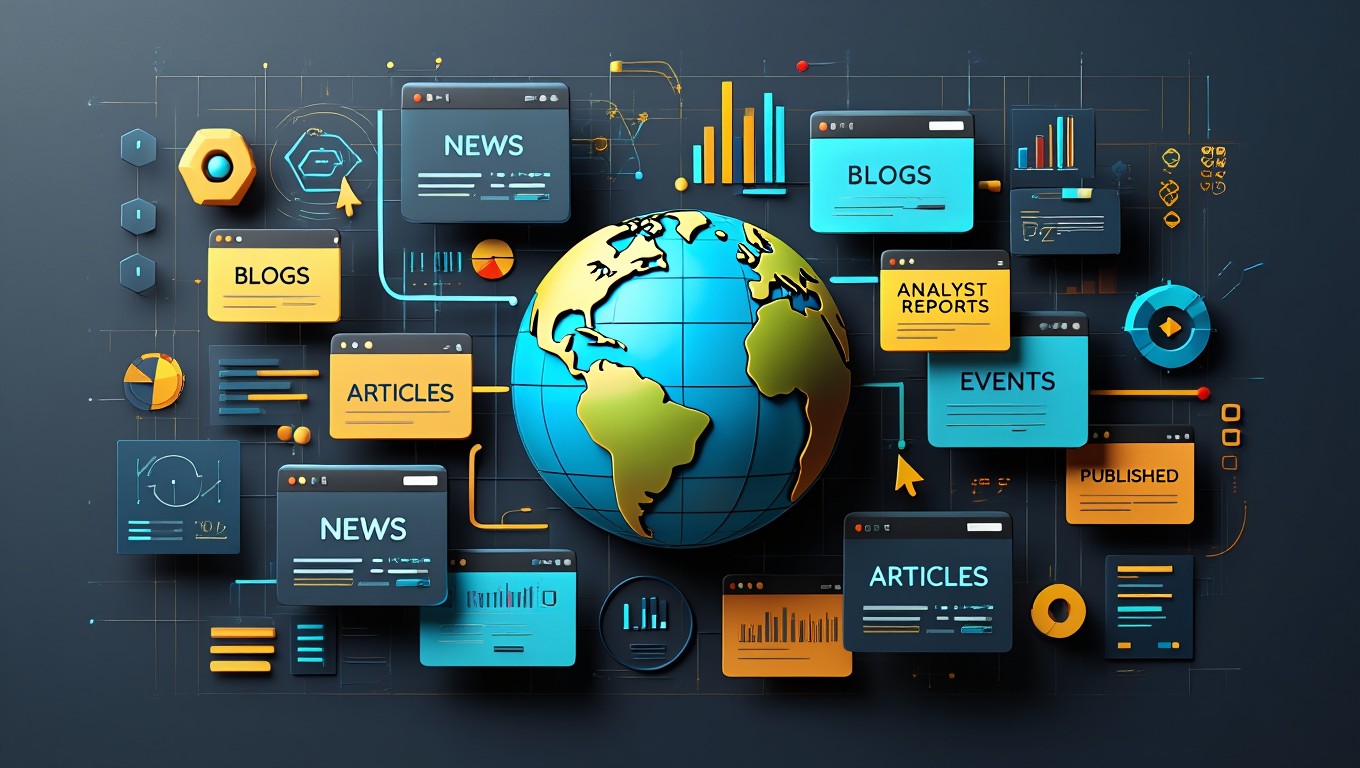 NEWS
BLOGS
BLOGS
ANALYST
REPORTS
ARTICLES
EVENTS
PUBLISHED
NEWS
ARTICLES